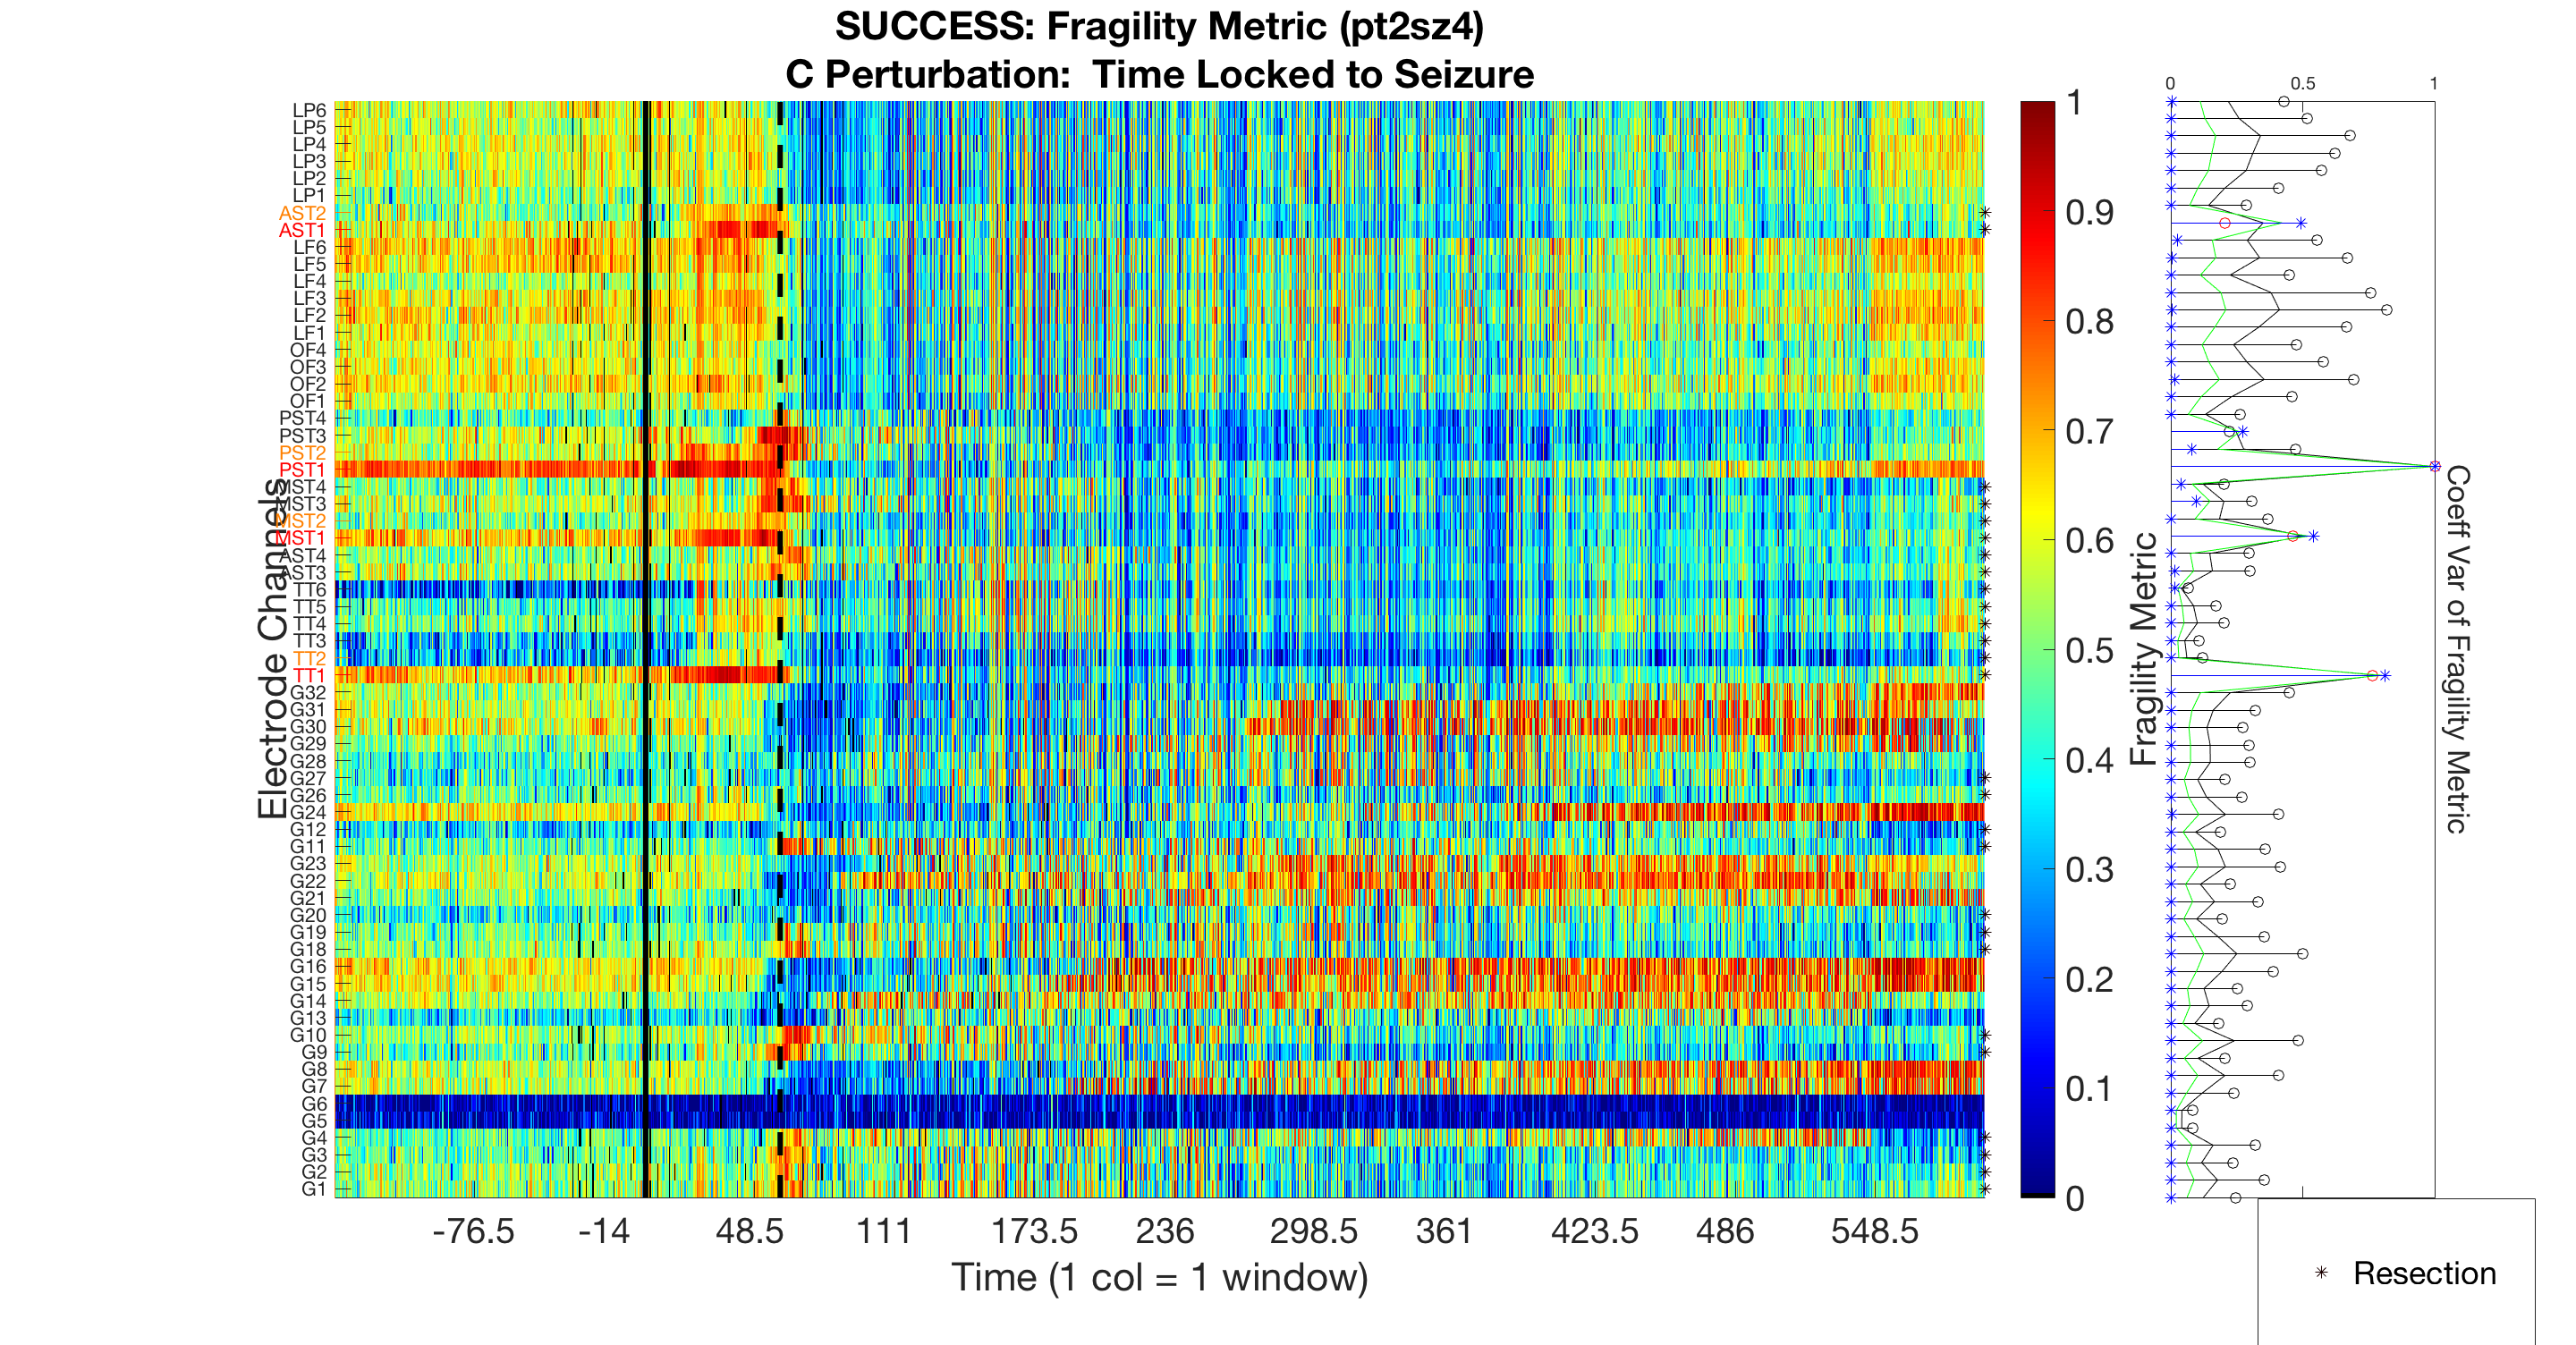 SUCCESS: Fragility Metric (pt2sz4)
C Perturbation: Time Locked to Seizure
Electrode Channels
LP6
LP5
LP4
LP3
LP2
LP1
AST2
AST1
LF6
LF5
LF4
LF3
LF2
LF1
OF4
OF3
OF2
OF1
PST4
PST3
PST2
PST1
MST4
MST3
MST2
MST1
AST4
AST3
TT6
TT5
TT4
TT3
TT2
TT1
G32
G31
G30
G29
G28
G27
G26
G24
G12
G11
G23
G22
G21
G20
G19
G18
G16
G15
G14
G13
G10
G9
G8
G7
G6
G5
G4
G3
G2
G1
-76.5 -14 48.5 111 173.5 236 298.5 361 423.5 486 548.5
Time (1 col = 1 window)
1
0.9
0.8
0.7
0.6
0.5
0.4
0.3
0.2
0.1
0
Fragility Metric
0 0.5 1
Coeff Var of Fragility Metric
Resection